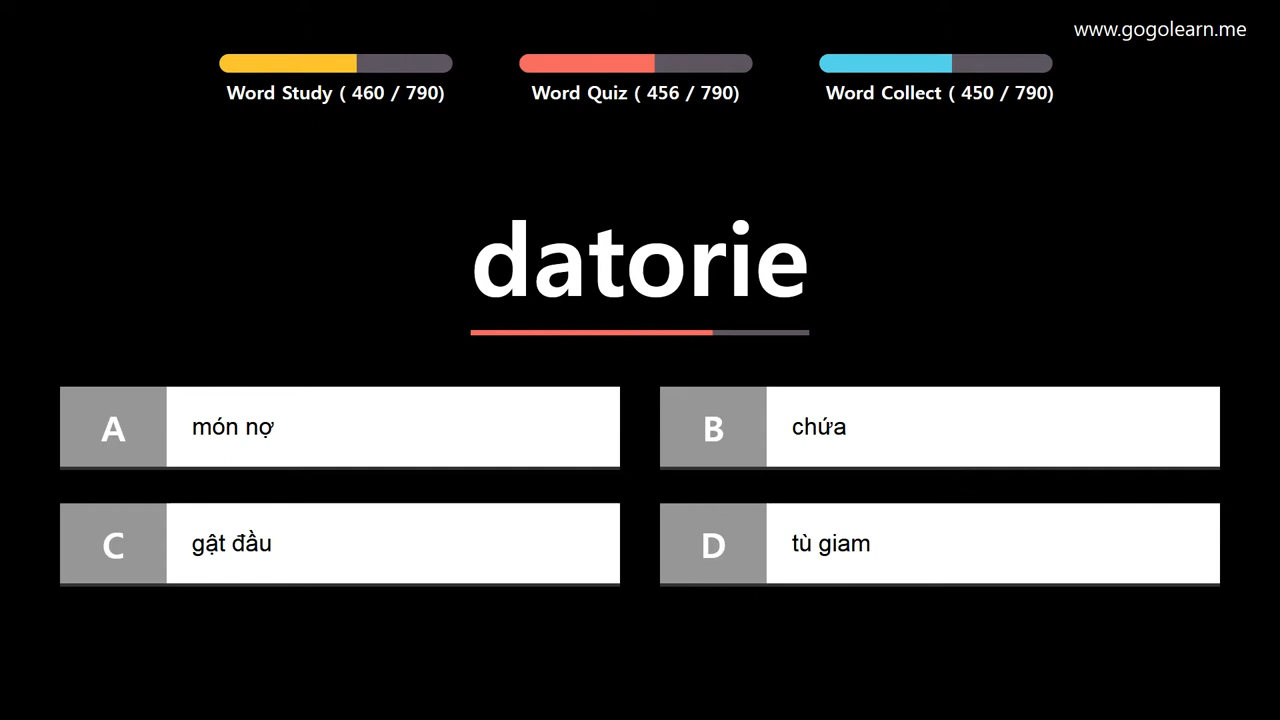 www.gogolearn.me
Word Study ( 460 / 790)
Word Quiz ( 456 / 790)
Word Collect ( 450 / 790)
datorie
A món nợ
B chứa
C gật đầu
D tù giam